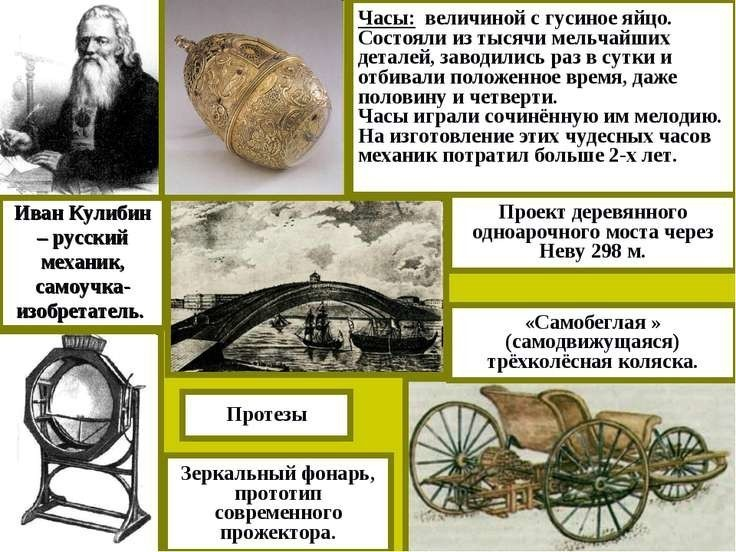 Часы: величиной с гусиное яйцо.
Состояли из тысячи мельчайших
деталей, заводились раз в сутки и
отбивали положенное время, даже
половину и четверти.
Часы играли сочинённую им мелодию.
На изготовление этих чудесных часов
механик потратил больше 2-х лет.
Иван Кулибин
– русский
механик,
самоучка-
изобретатель.
Проект деревянного
одноарочного моста через
Неву 298 м.
«Самобеглая »
(самодвижущаяся)
трёхколёсная коляска.
Протезы
Зеркальный фонарь,
прототип
современного
прожектора.